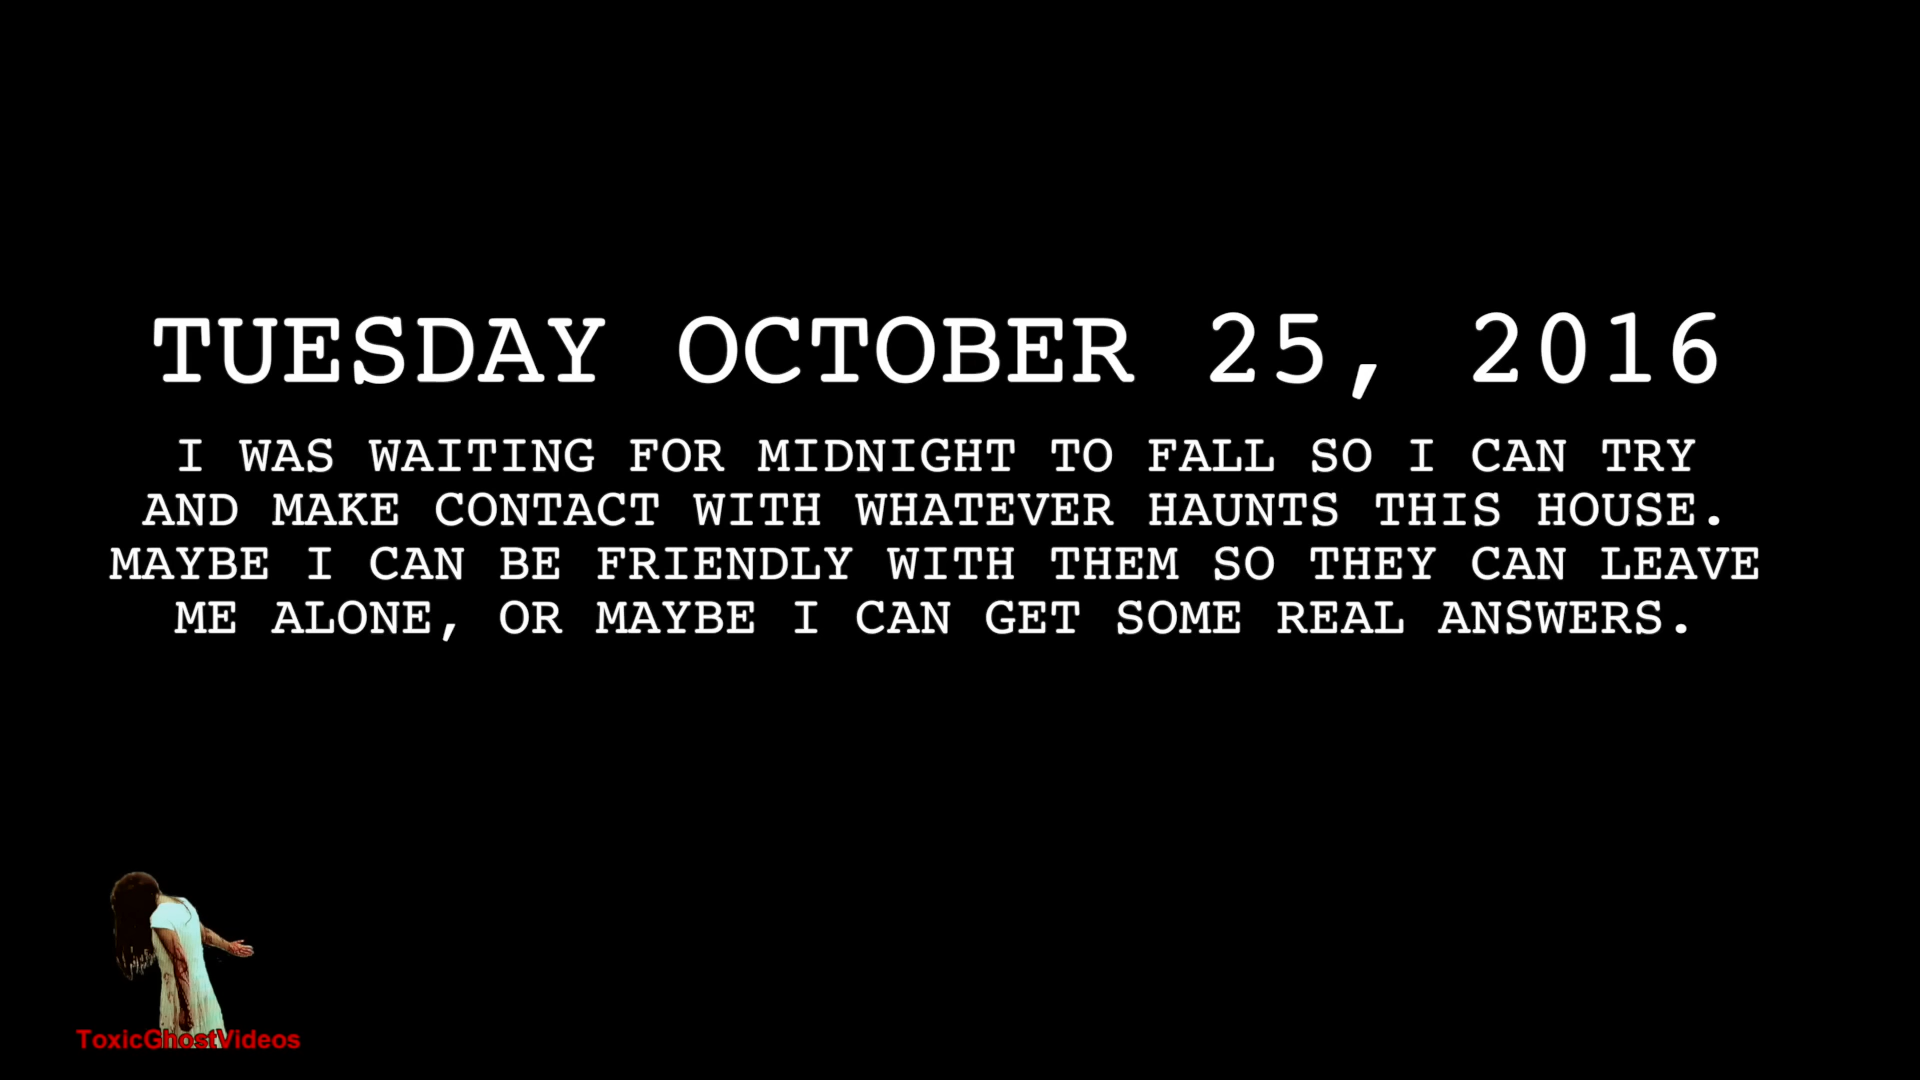 TUESDAY OCTOBER 25, 2016
I WAS WAITING FOR MIDNIGHT TO FALL SO I CAN TRY
AND MAKE CONTACT WITH WHATEVER HAUNTS THIS HOUSE.
MAYBE I CAN BE FRIENDLY WITH THEM SO THEY CAN LEAVE
ME ALONE, OR MAYBE I CAN GET SOME REAL ANSWERS.
ToxicGhostVideos